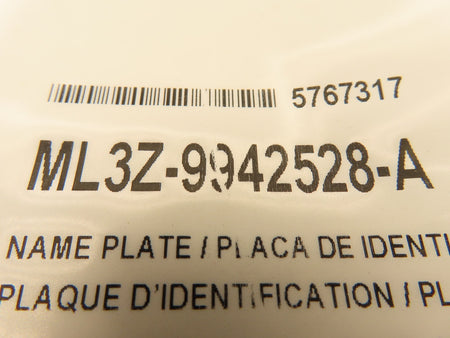 5767317
ML3Z-9942528-A
NAME PLATE / PLACA DE IDENTI
PLAQUE D'IDENTIFICATION / PL